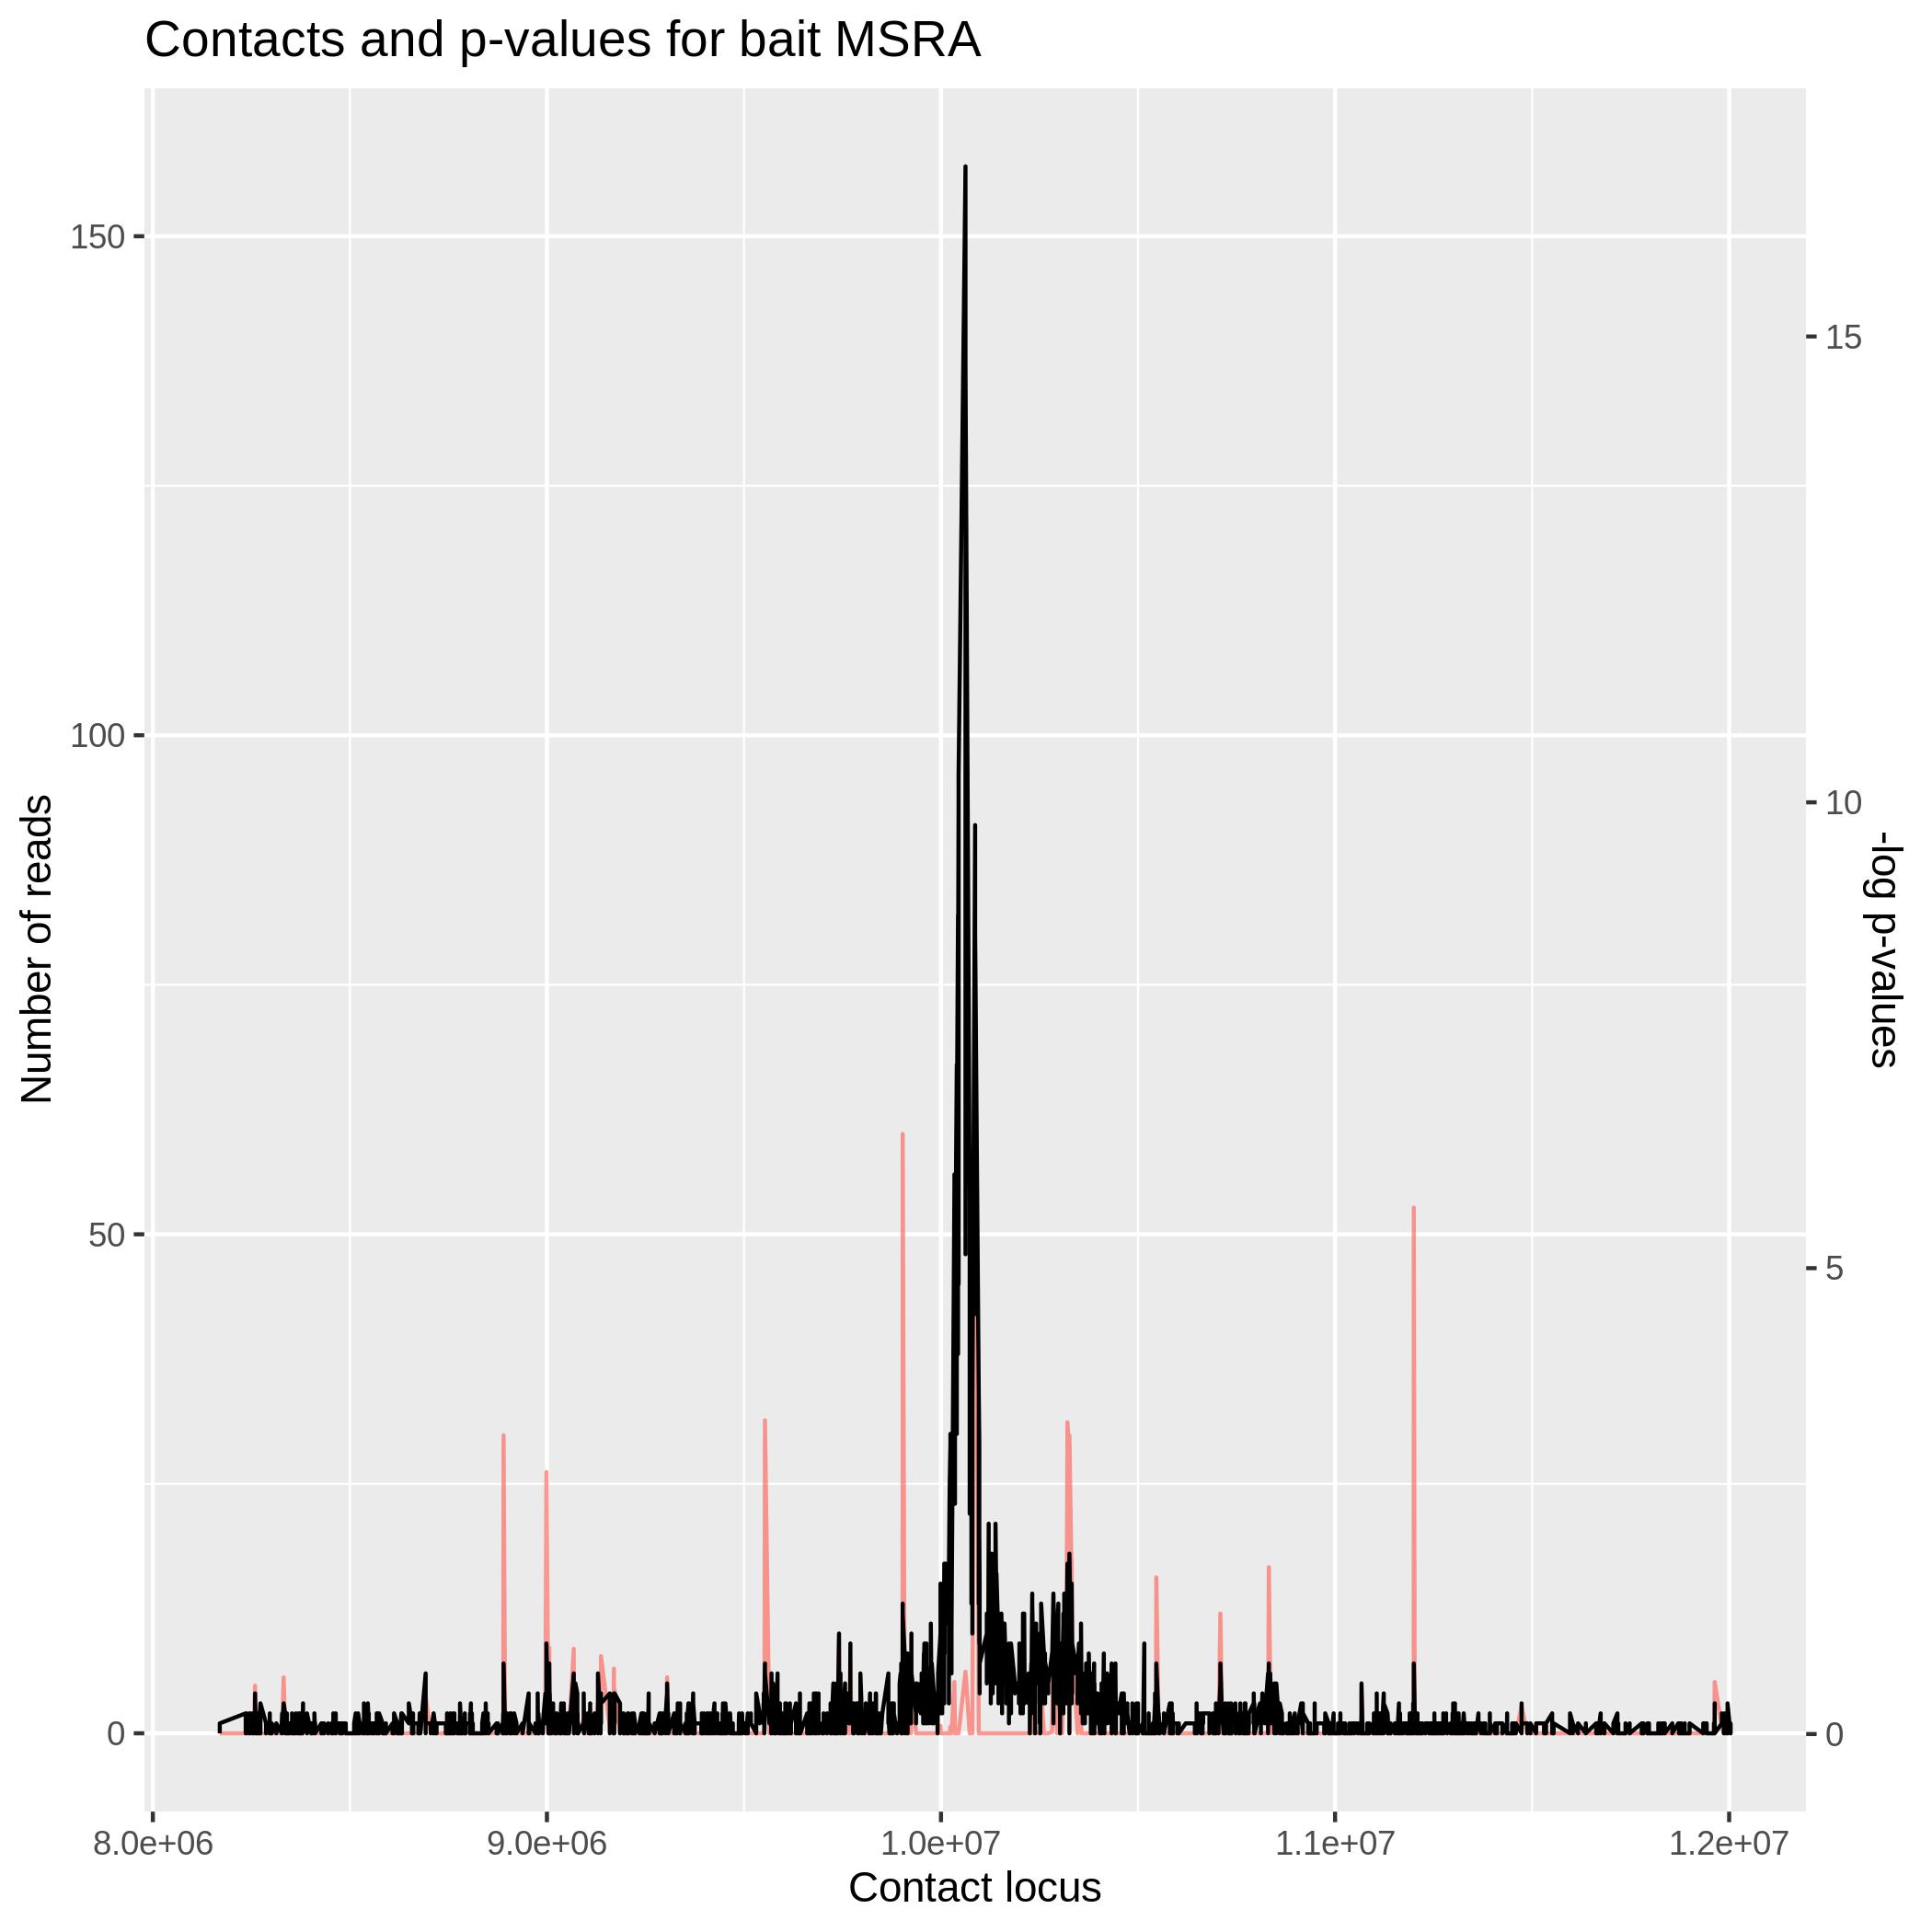 Contacts and p-values for bait MSRA
150
100
50
0
Number of reads
15
10
5
0
-log p-values
8.0e+06
9.0e+06
1.0e+07
1.1e+07
1.2e+07
Contact locus